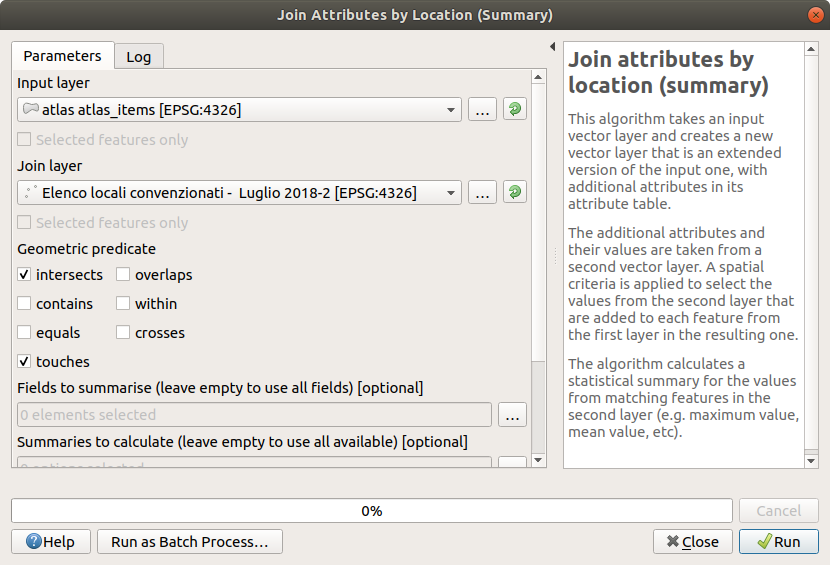 Join Attributes by Location (Summary)
Parameters
Log
Input layer
atlas atlas_items [EPSG:4326]
...
Selected features only
Join layer
Elenco locali convenzionati - Luglio 2018-2 [EPSG:4326]
...
Selected features only
Geometric predicate
intersects
overlaps
contains
within
equals
crosses
touches
Fields to summarise (leave empty to use all fields) [optional]
0 elements selected
...
Summaries to calculate (leave empty to use all available) [optional]
0 options selected
Join attributes by
location (summary)
This algorithm takes an input
vector layer and creates a new
vector layer that is an extended
version of the input one, with
additional attributes in its
attribute table.
The additional attributes and
their values are taken from a
second vector layer. A spatial
criteria is applied to select the
values from the second layer that
are added to each feature from
the first layer in the resulting one.
The algorithm calculates a
statistical summary for the values
from matching features in the
second layer (e.g. maximum value,
mean value, etc).
0%
Cancel
Help
Run as Batch Process...
Close
Run